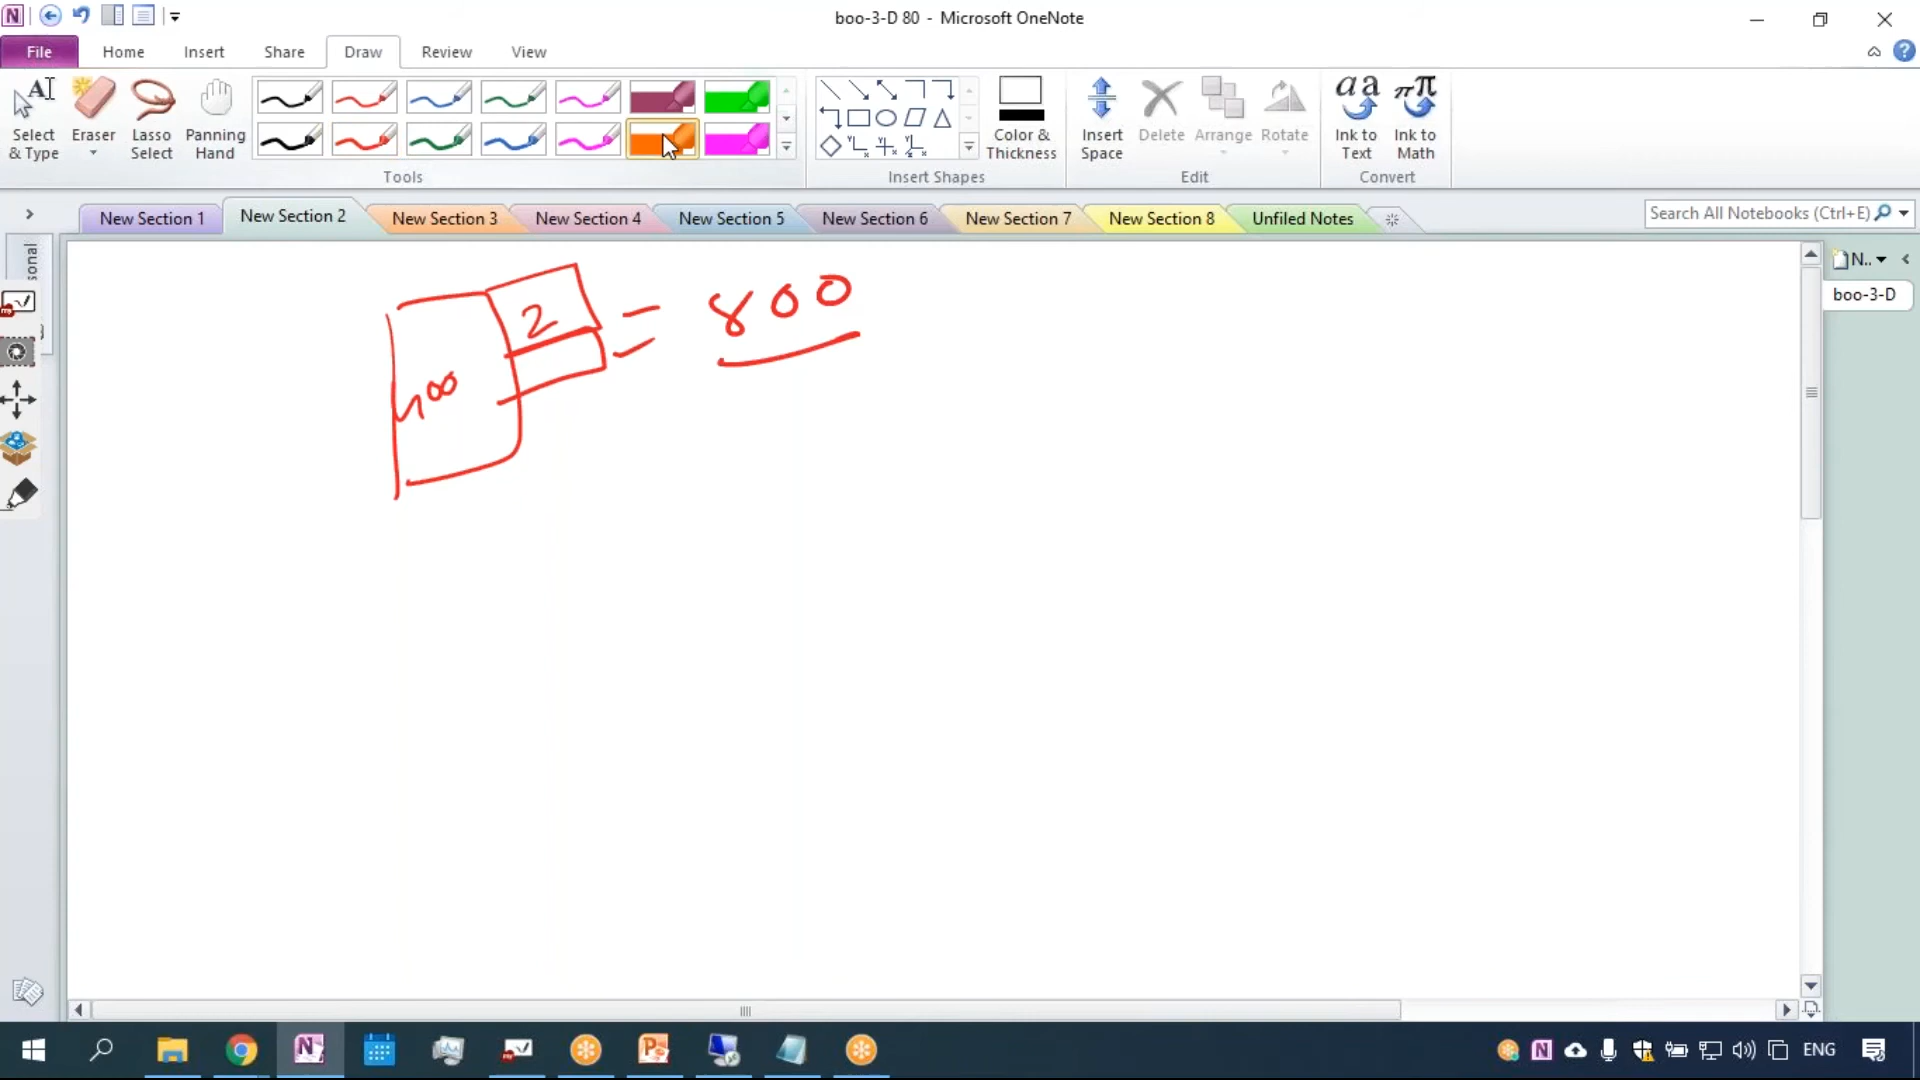 boo-3-D 80 - Microsoft OneNote
File Home Insert Share Draw Review View
Select & Type
Eraser
Lasso Select
Panning Hand
Color & Thickness
Insert Space
Delete
Arrange
Rotate
Ink to Text
Ink to Math
Tools
Insert Shapes
Edit
Convert
New Section 1 New Section 2 New Section 3 New Section 4 New Section 5 New Section 6 New Section 7 New Section 8 Unfiled Notes
Search All Notebooks (Ctrl+E)
sonal
N..
boo-3-D
2 = 800
400
ENG